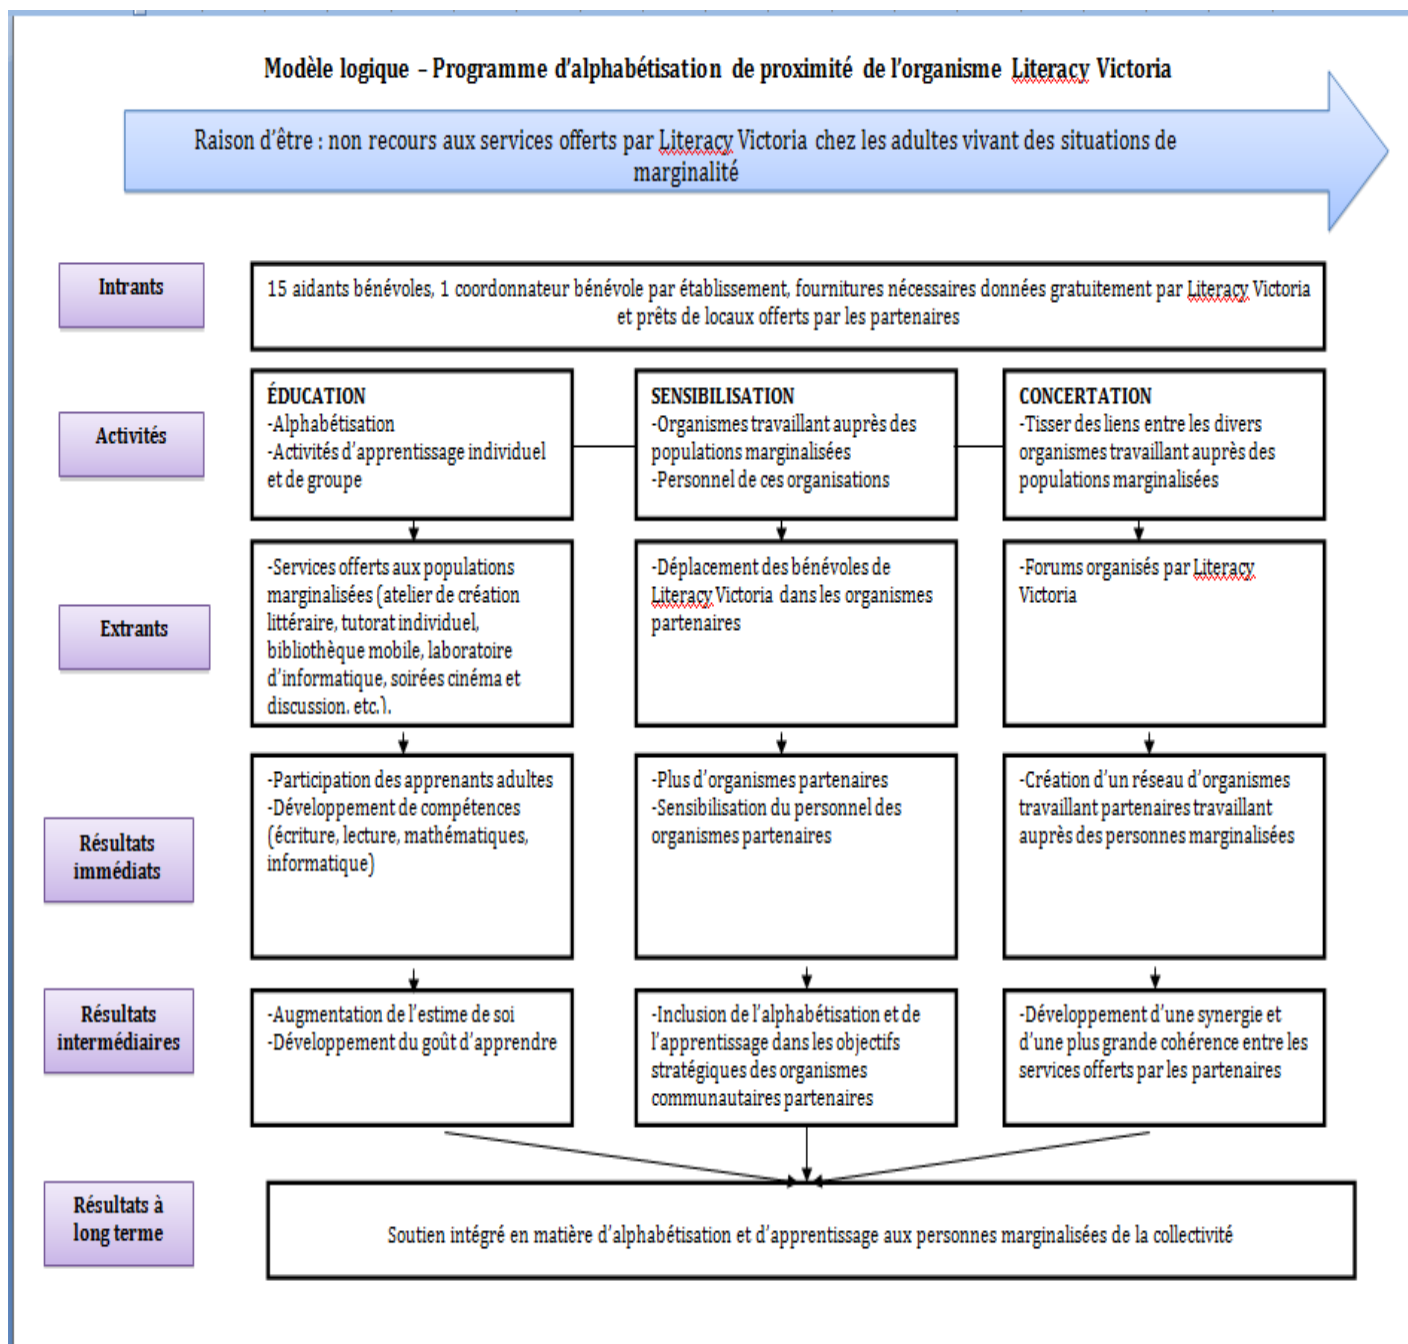 Modèle logique – Programme d'alphabétisation de proximité de l'organisme Literacy Victoria
Raison d'être : non recours aux services offerts par Literacy Victoria chez les adultes vivant des situations de
marginalité
Intrants
15 aidants bénévoles, 1 coordonnateur bénévole par établissement, fournitures nécessaires données gratuitement par Literacy Victoria
et prêts de locaux offerts par les partenaires
Activités
ÉDUCATION
-Alphabétisation
-Activités d'apprentissage individuel
et de groupe
SENSIBILISATION
-Organismes travaillant auprès des
populations marginalisées
-Personnel de ces organisations
CONCERTATION
-Tisser des liens entre les divers
organismes travaillant auprès des
populations marginalisées
Extrants
-Services offerts aux populations
marginalisées (atelier de création
littéraire, tutorat individuel,
bibliothèque mobile, laboratoire
d'informatique, soirées cinéma et
discussion, etc.).
-Déplacement des bénévoles de
Literacy Victoria dans les organismes
partenaires
-Forums organisés par Literacy
Victoria
Résultats
immédiats
-Participation des apprenants adultes
-Développement de compétences
(écriture, lecture, mathématiques,
informatique)
-Plus d'organismes partenaires
-Sensibilisation du personnel des
organismes partenaires
-Création d'un réseau d'organismes
travaillant partenaires travaillant
auprès des personnes marginalisées
Résultats
intermédiaires
-Augmentation de l'estime de soi
-Développement du goût d'apprendre
-Inclusion de l'alphabétisation et de
l'apprentissage dans les objectifs
stratégiques des organismes
communautaires partenaires
-Développement d'une synergie et
d'une plus grande cohérence entre les
services offerts par les partenaires
Résultats à
long terme
Soutien intégré en matière d'alphabétisation et d'apprentissage aux personnes marginalisées de la collectivité